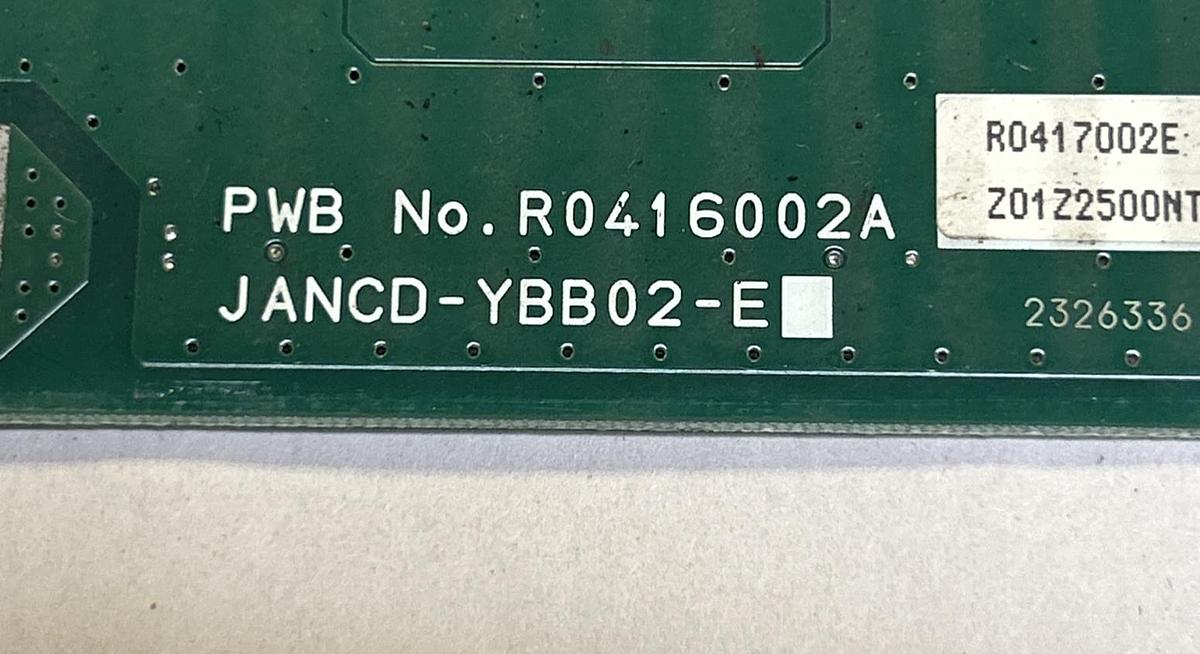 PWB No.R0416002A
JANCD-YBB02-E
R0417002E
Z01Z2500NT
2326336